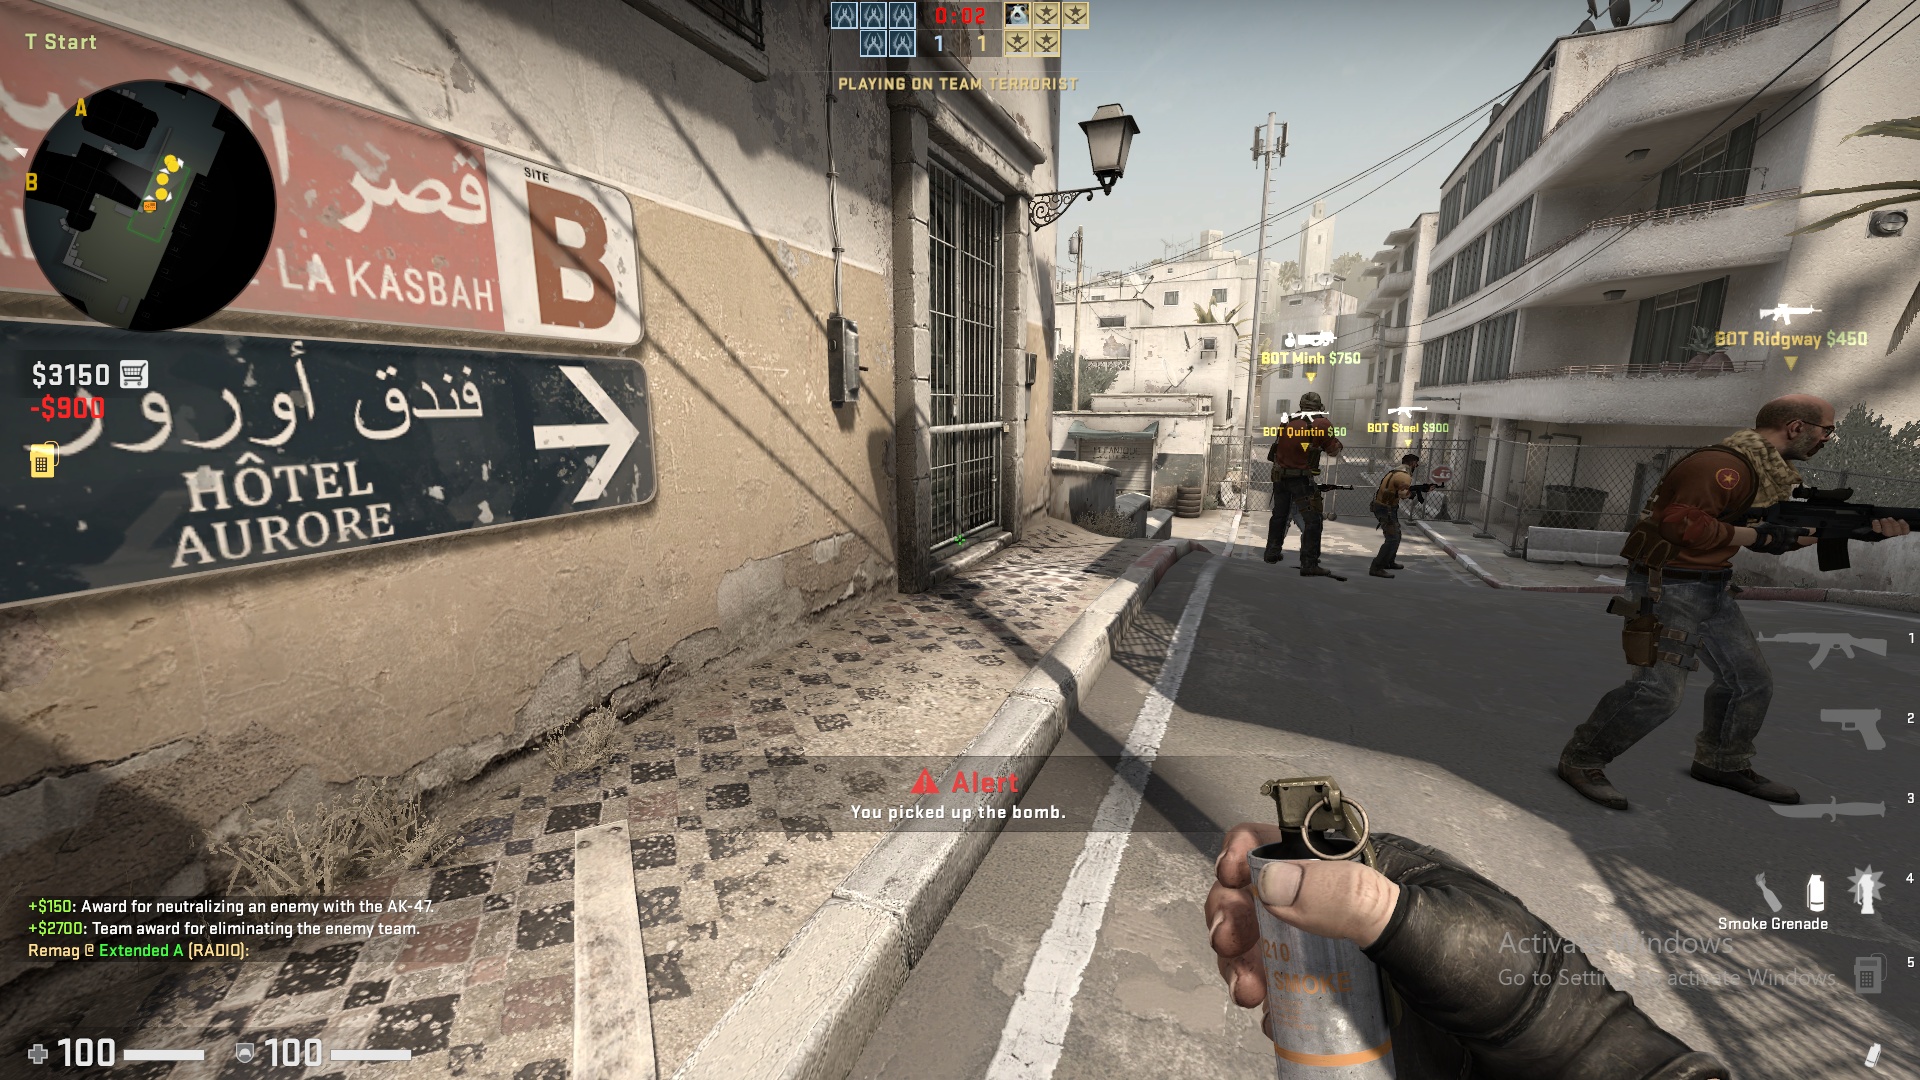 T Start
0:02
1 1
PLAYING ON TEAM TERRORIST
A
B
قصر
SITE
B
LA KASBAH
$3150
-$900
فندق أورور
HÔTEL
AURORE
BOT Minh $750
BOT Quintin $50
BOT Steel $900
BOT Ridgway $450
1
2
3
4
Smoke Grenade
5
Alert
You picked up the bomb.
+$150: Award for neutralizing an enemy with the AK-47.
+$2700: Team award for eliminating the enemy team.
Remag @ Extended A (RADIO):
210
SMOKE
Activate Windows
Go to Settings to activate Windows.
100
100